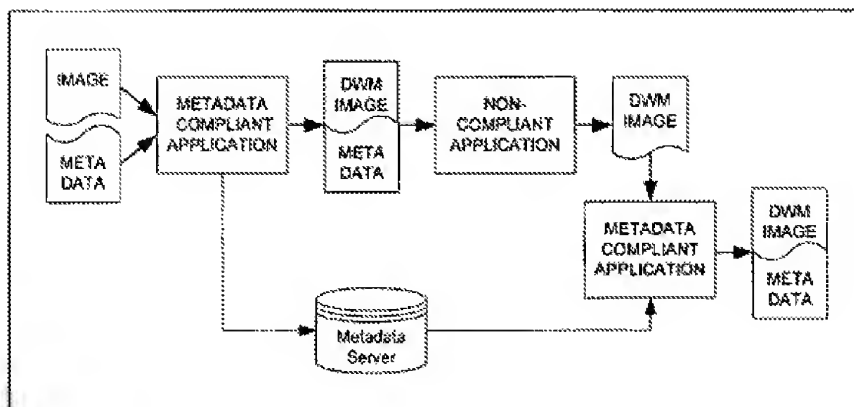 IMAGE
META
DATA
METADATA
COMPLIANT
APPLICATION
DWM
IMAGE
META
DATA
NON-
COMPLIANT
APPLICATION
DWM
IMAGE
METADATA
COMPLIANT
APPLICATION
DWM
IMAGE
META
DATA
Metadata
Server